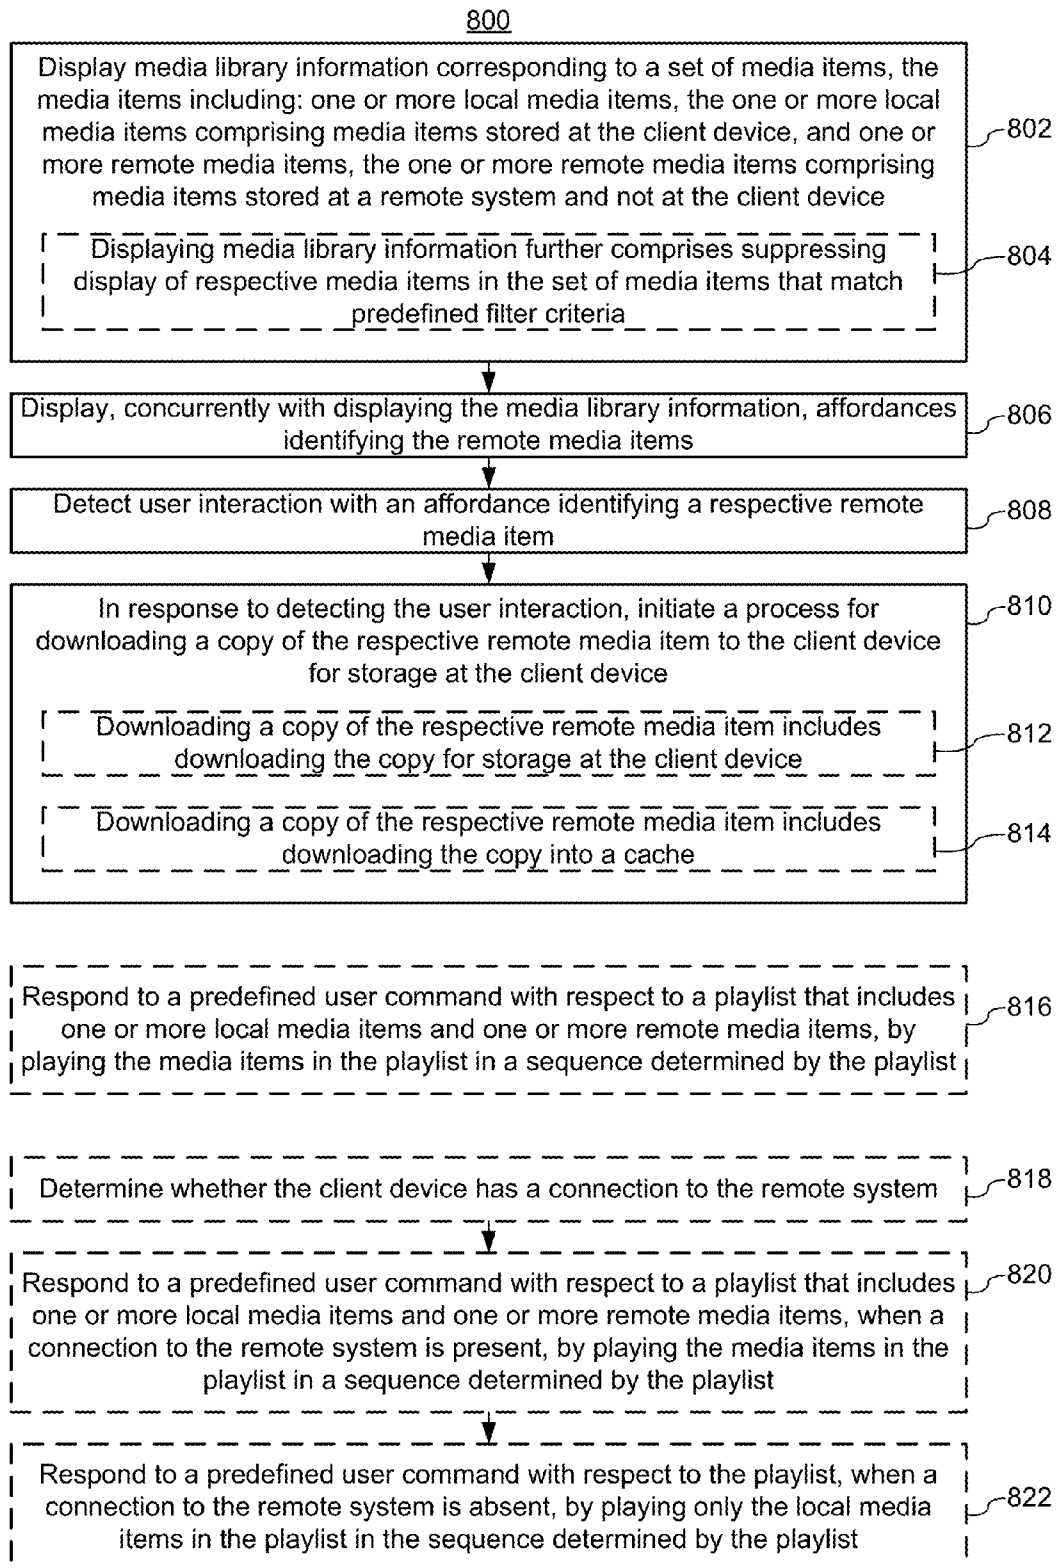 800
Display media library information corresponding to a set of media items, the
media items including: one or more local media items, the one or more local
media items comprising media items stored at the client device, and one or
more remote media items, the one or more remote media items comprising
media items stored at a remote system and not at the client device
802
Displaying media library information further comprises suppressing
display of respective media items in the set of media items that match
predefined filter criteria
804
Display, concurrently with displaying the media library information, affordances
identifying the remote media items
806
Detect user interaction with an affordance identifying a respective remote
media item
808
In response to detecting the user interaction, initiate a process for
downloading a copy of the respective remote media item to the client device
for storage at the client device
810
Downloading a copy of the respective remote media item includes
downloading the copy for storage at the client device
812
Downloading a copy of the respective remote media item includes
downloading the copy into a cache
814
Respond to a predefined user command with respect to a playlist that includes
one or more local media items and one or more remote media items, by
playing the media items in the playlist in a sequence determined by the playlist
816
Determine whether the client device has a connection to the remote system
818
Respond to a predefined user command with respect to a playlist that includes
one or more local media items and one or more remote media items, when a
connection to the remote system is present, by playing the media items in the
playlist in a sequence determined by the playlist
820
Respond to a predefined user command with respect to the playlist, when a
connection to the remote system is absent, by playing only the local media
items in the playlist in the sequence determined by the playlist
822